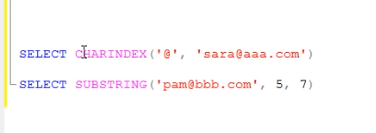 SELECT CHARINDEX('@', 'sara@aaa.com')
SELECT SUBSTRING('pam@bbb.com', 5, 7)